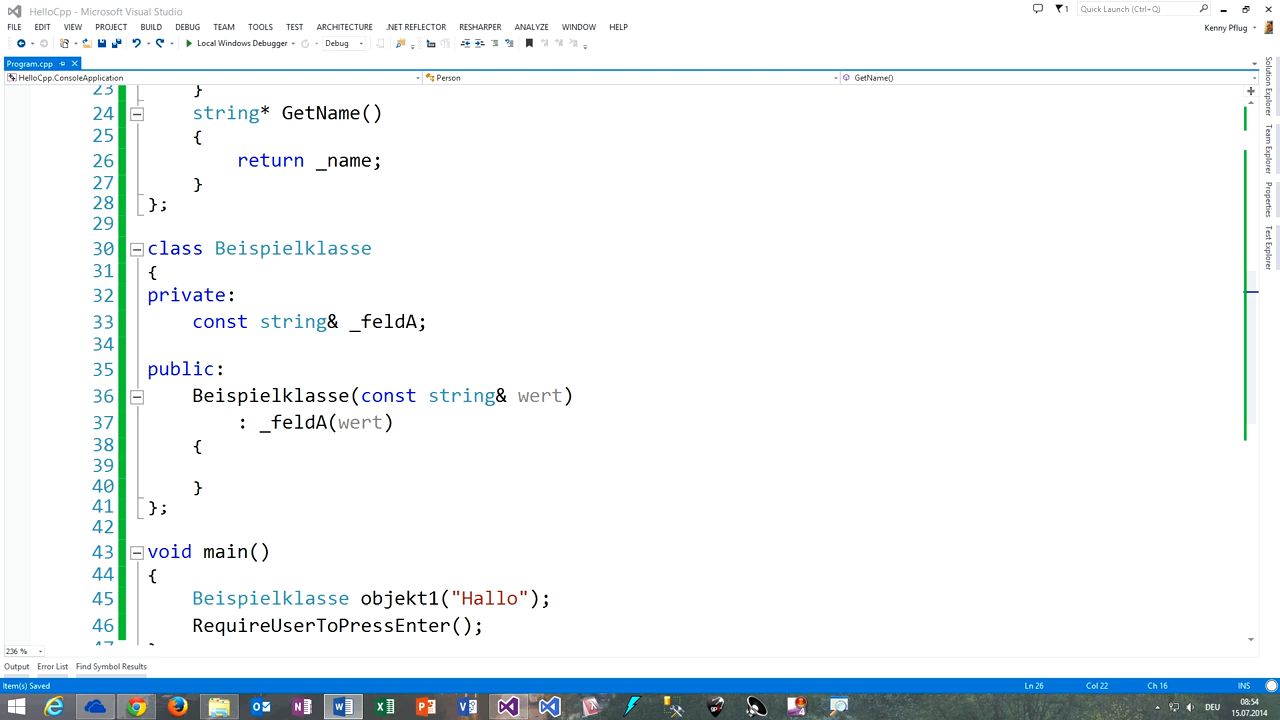 HelloCpp - Microsoft Visual Studio
1
Quick Launch (Ctrl+Q)
FILE EDIT VIEW PROJECT BUILD DEBUG TEAM TOOLS TEST ARCHITECTURE .NET REFLECTOR RESHARPER ANALYZE WINDOW HELP
Kenny Pflug
Local Windows Debugger Debug
Program.cpp
HelloCpp.ConsoleApplication Person GetName()
23 }
24 string* GetName()
25 {
26 return _name;
27 }
28 };
29
30 class Beispielklasse
31 {
32 private:
33 const string& _feldA;
34
35 public:
36 Beispielklasse(const string& wert)
37 : _feldA(wert)
38 {
39
40 }
41 };
42
43 void main()
44 {
45 Beispielklasse objekt1("Hallo");
46 RequireUserToPressEnter();
47 }
Solution Explorer
Team Explorer
Properties
Test Explorer
236 %
Output Error List Find Symbol Results
Item(s) Saved Ln 26 Col 22 Ch 16 INS
DEU
08:54
15.07.2014